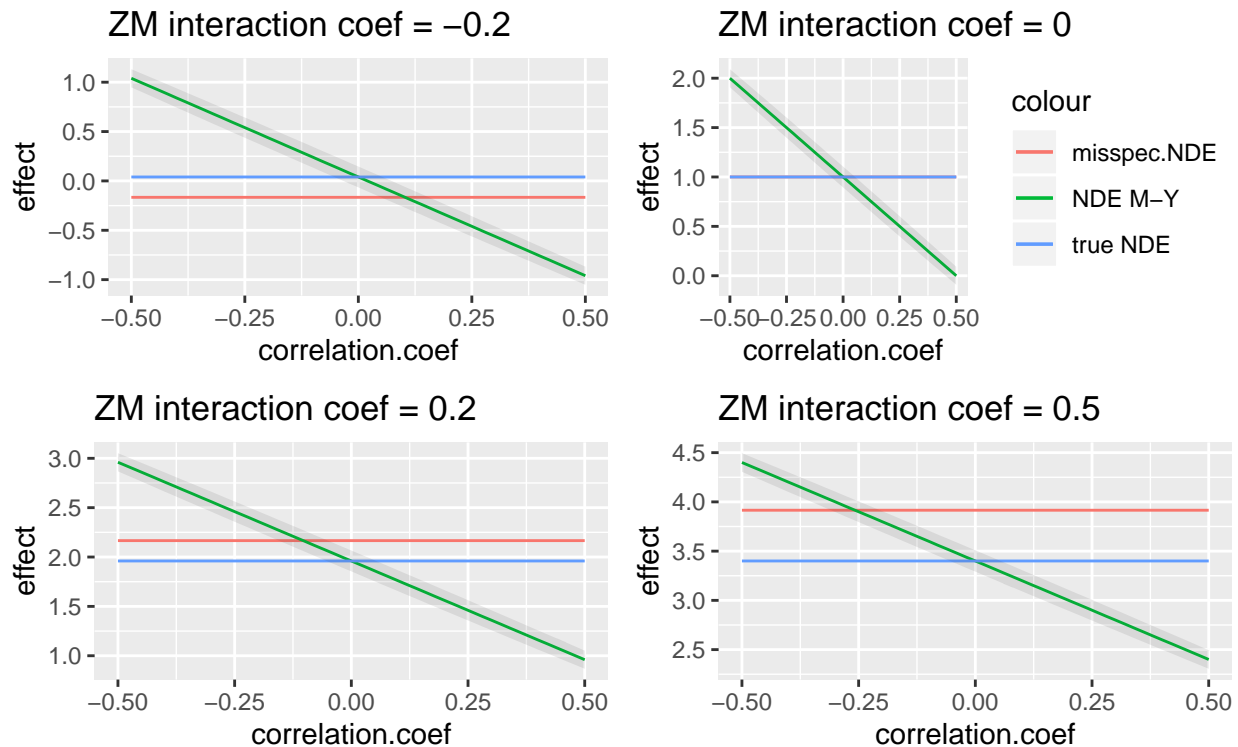 ZM interaction coef = −0.2
1.0
0.5
0.0
−0.5
−1.0
effect
−0.50
−0.25
0.00
0.25
0.50
correlation.coef
ZM interaction coef = 0
2.0
1.5
1.0
0.5
0.0
effect
−0.50
−0.25
0.00
0.25
0.50
correlation.coef
colour
misspec.NDE
NDE M−Y
true NDE
ZM interaction coef = 0.2
3.0
2.5
2.0
1.5
1.0
effect
−0.50
−0.25
0.00
0.25
0.50
correlation.coef
ZM interaction coef = 0.5
4.5
4.0
3.5
3.0
2.5
effect
−0.50
−0.25
0.00
0.25
0.50
correlation.coef